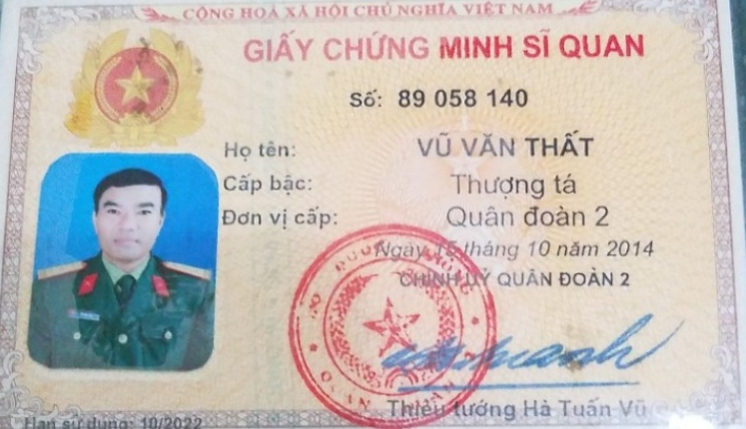 CỘNG HOÀ XÃ HỘI CHỦ NGHĨA VIỆT NAM
GIẤY CHỨNG MINH SĨ QUAN
Số: 89 058 140
Họ tên: VŨ VĂN THẤT
Cấp bậc: Thượng tá
Đơn vị cấp: Quân đoàn 2
Ngày 15 tháng 10 năm 2014
CHÍNH UỶ QUÂN ĐOÀN 2
Thiếu tướng Hà Tuấn Vũ
Hạn sử dụng: 10/2022